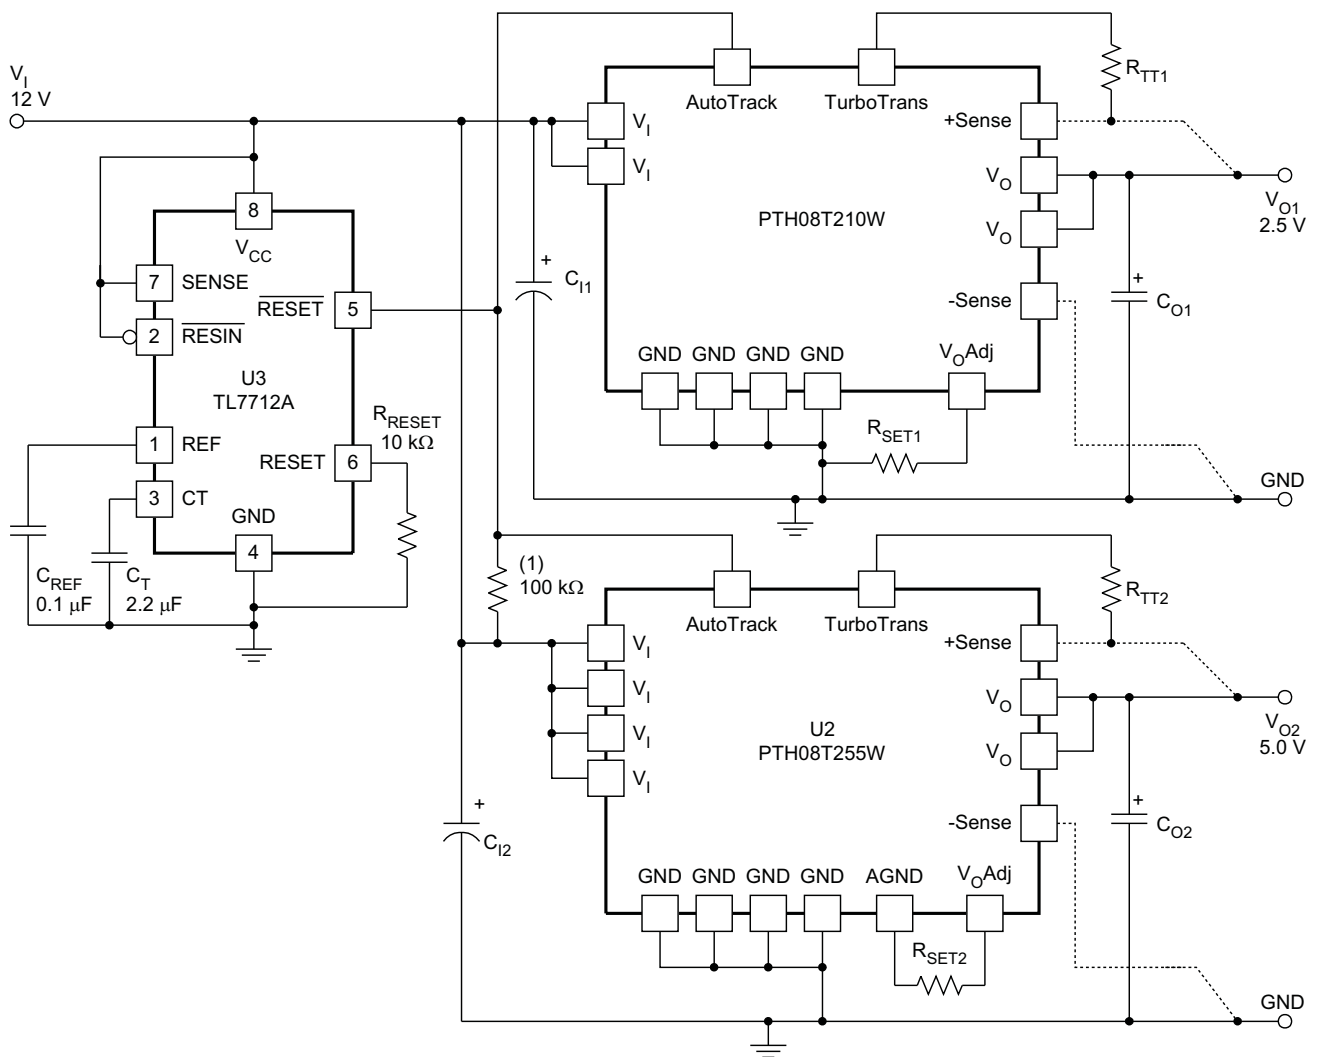 V_I
12 V
AutoTrack
TurboTrans
R_TT1
V_I
V_I
+Sense
V_O
V_O
-Sense
PTH08T210W
V_O1
2.5 V
8
V_CC
7 SENSE
2 RESIN
RESET 5
U3
TL7712A
1 REF
3 CT
RESET 6
GND
4
R_RESET
10 kΩ
C_REF
0.1 μF
C_T
2.2 μF
+
C_I1
GND GND GND GND
V_OAdj
R_SET1
+
C_O1
GND
(1)
100 kΩ
AutoTrack
TurboTrans
R_TT2
V_I
V_I
V_I
V_I
+Sense
V_O
V_O
-Sense
U2
PTH08T255W
V_O2
5.0 V
+
C_I2
GND GND GND GND AGND V_OAdj
R_SET2
+
C_O2
GND